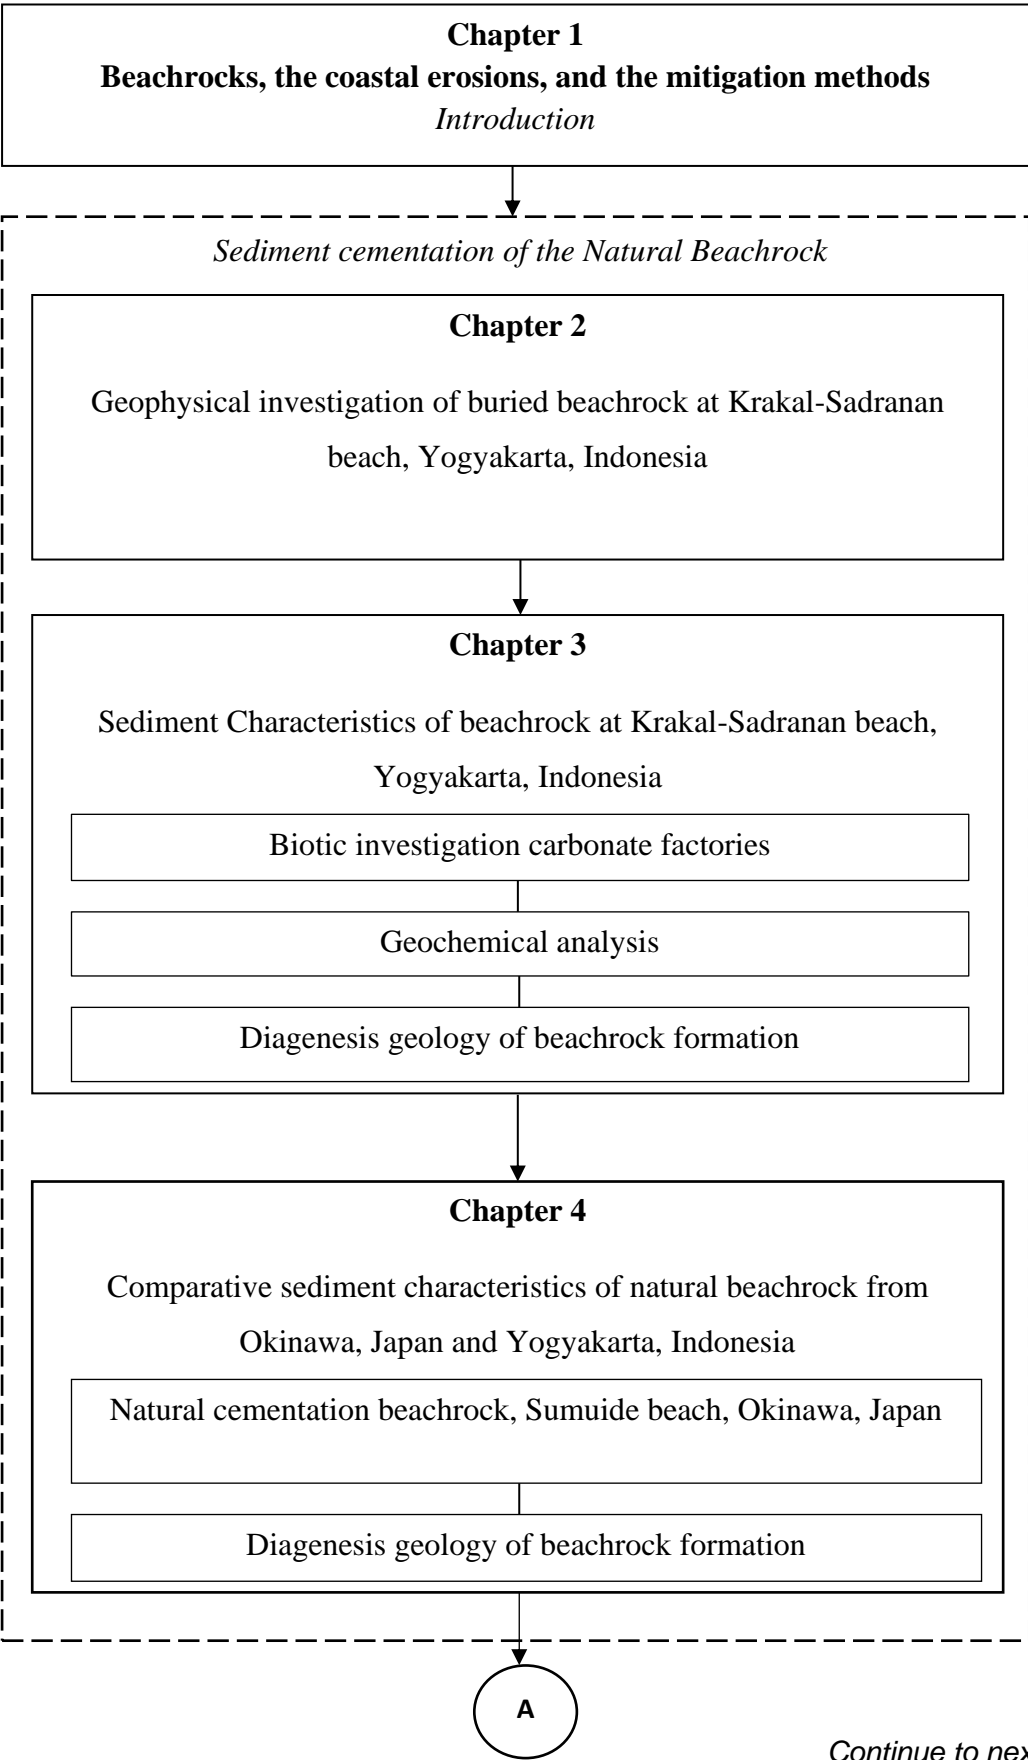 Chapter 1
Beachrocks, the coastal erosions, and the mitigation methods
Introduction
Sediment cementation of the Natural Beachrock
Chapter 2
Geophysical investigation of buried beachrock at Krakal-Sadranan
beach, Yogyakarta, Indonesia
Chapter 3
Sediment Characteristics of beachrock at Krakal-Sadranan beach,
Yogyakarta, Indonesia
Biotic investigation carbonate factories
Geochemical analysis
Diagenesis geology of beachrock formation
Chapter 4
Comparative sediment characteristics of natural beachrock from
Okinawa, Japan and Yogyakarta, Indonesia
Natural cementation beachrock, Sumuide beach, Okinawa, Japan
Diagenesis geology of beachrock formation
A
Continue to